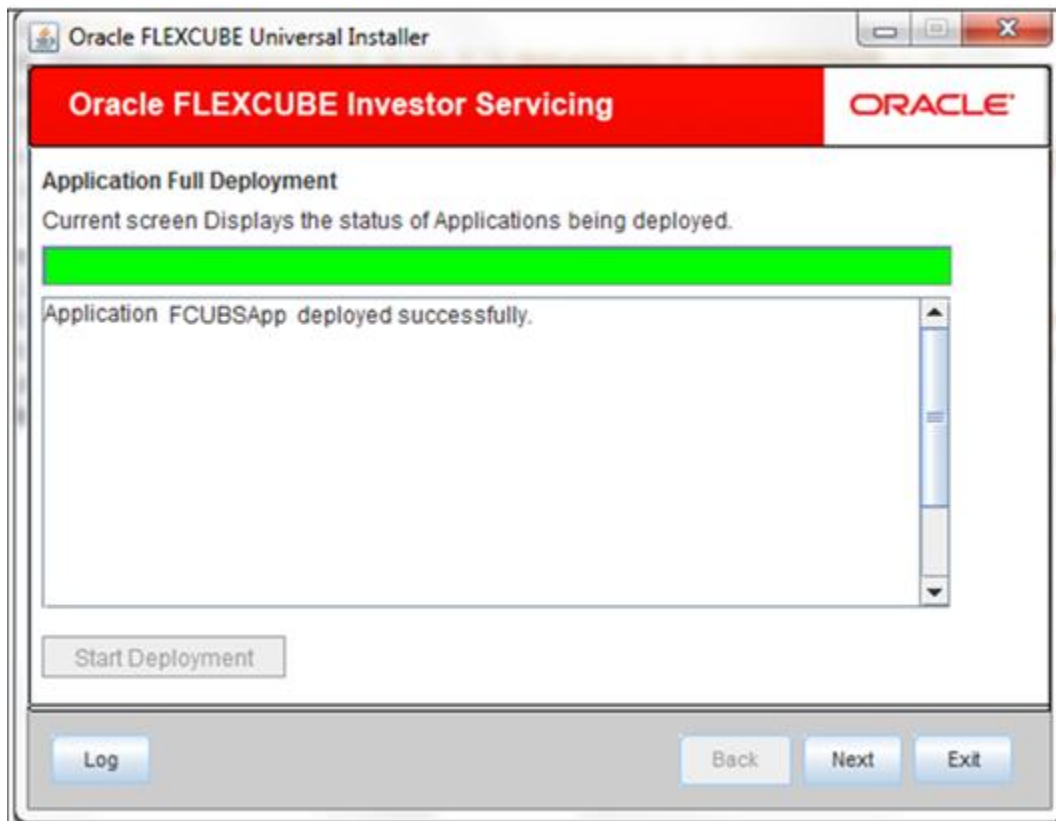 Oracle FLEXCUBE Universal Installer
Oracle FLEXCUBE Investor Servicing
ORACLE
Application Full Deployment
Current screen Displays the status of Applications being deployed.
Application FCUBSApp deployed successfully.
Start Deployment
Log Back Next Exit